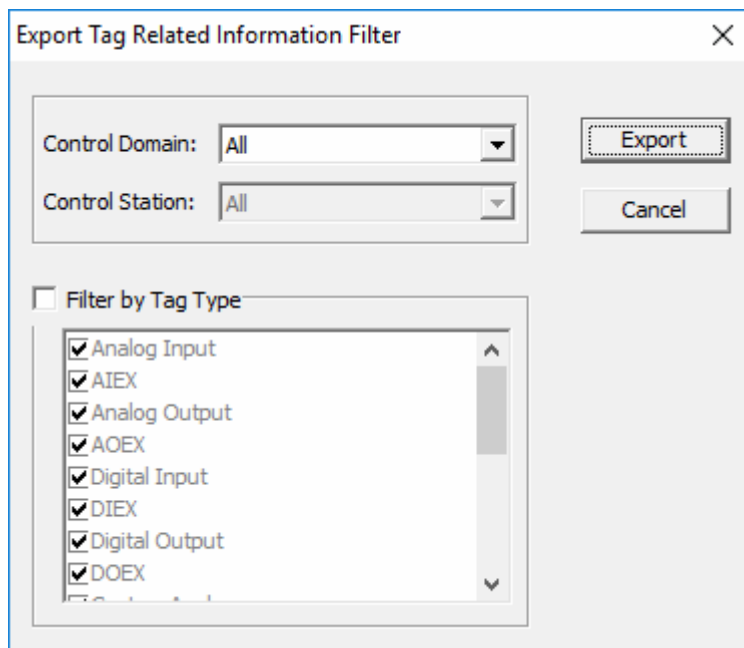 Export Tag Related Information Filter
Control Domain: All
Export
Control Station: All
Cancel
Filter by Tag Type
Analog Input
AIEX
Analog Output
AOEX
Digital Input
DIEX
Digital Output
DOEX